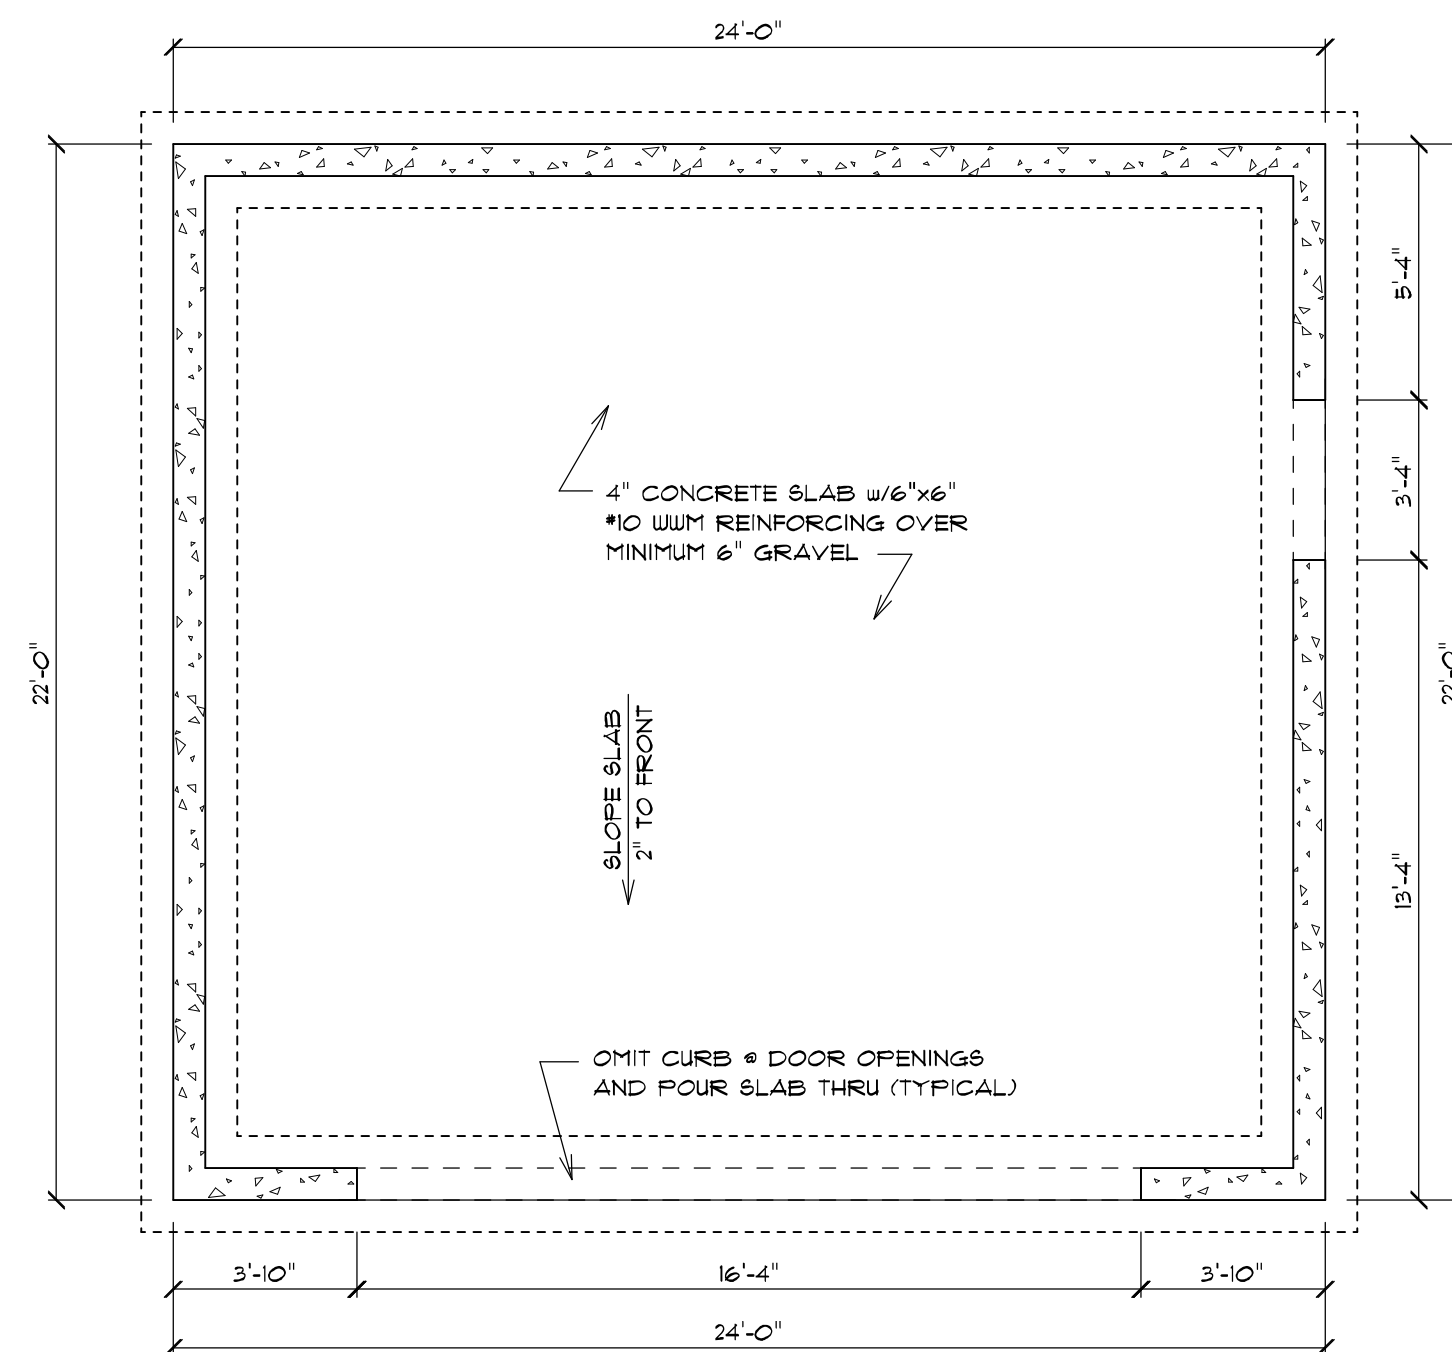 24'-0"
5'-4"
4" CONCRETE SLAB w/6"x6"
#10 WWM REINFORCING OVER
MINIMUM 6" GRAVEL
3'-4"
22'-0"
22'-0"
SLOPE SLAB
2" TO FRONT
13'-4"
OMIT CURB @ DOOR OPENINGS
AND POUR SLAB THRU (TYPICAL)
3'-10"
16'-4"
3'-10"
24'-0"